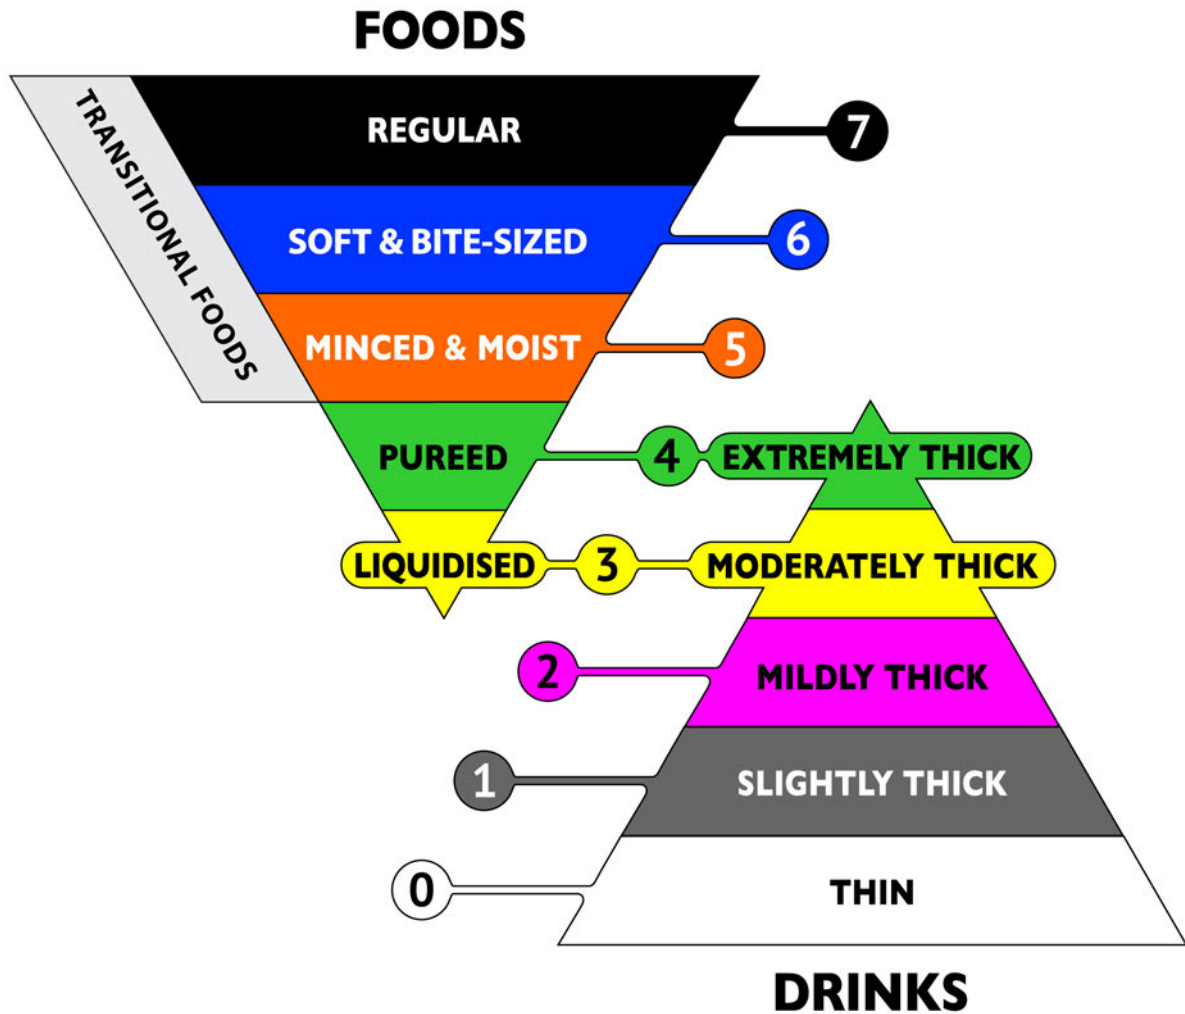 FOODS
TRANSITIONAL FOODS
REGULAR
7
SOFT & BITE-SIZED
6
MINCED & MOIST
5
PUREED
4
EXTREMELY THICK
LIQUIDISED
3
MODERATELY THICK
2
MILDLY THICK
1
SLIGHTLY THICK
0
THIN
DRINKS